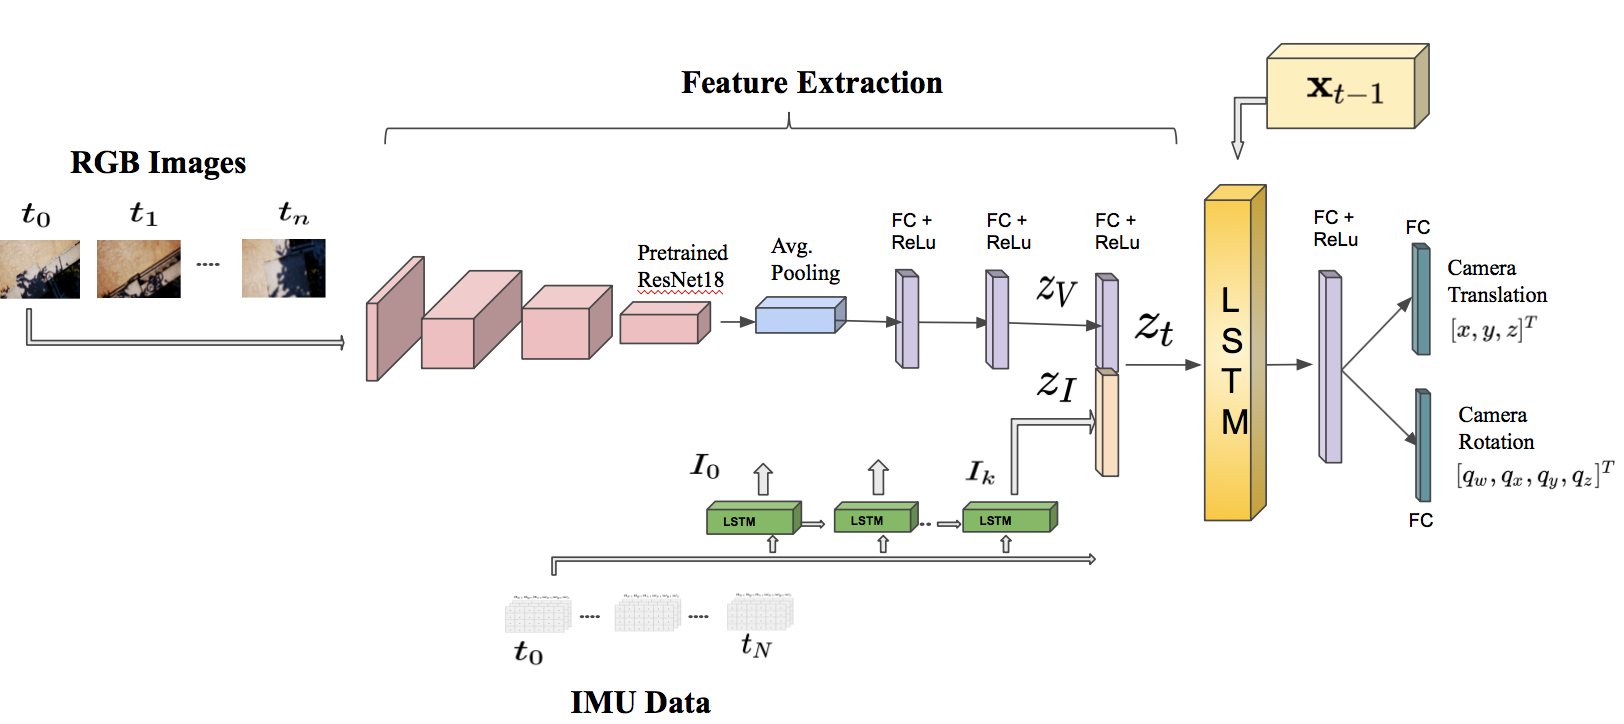 Feature Extraction
x_{t−1}
RGB Images
t_0
t_1
....
t_n
Pretrained
ResNet18
Avg.
Pooling
FC +
ReLu
FC +
ReLu
FC +
ReLu
z_V
z_t
z_I
L
S
T
M
FC +
ReLu
FC
Camera
Translation
[x, y, z]^T
Camera
Rotation
[q_w, q_x, q_y, q_z]^T
FC
I_0
I_k
LSTM
LSTM
..
LSTM
....
....
t_0
t_N
IMU Data